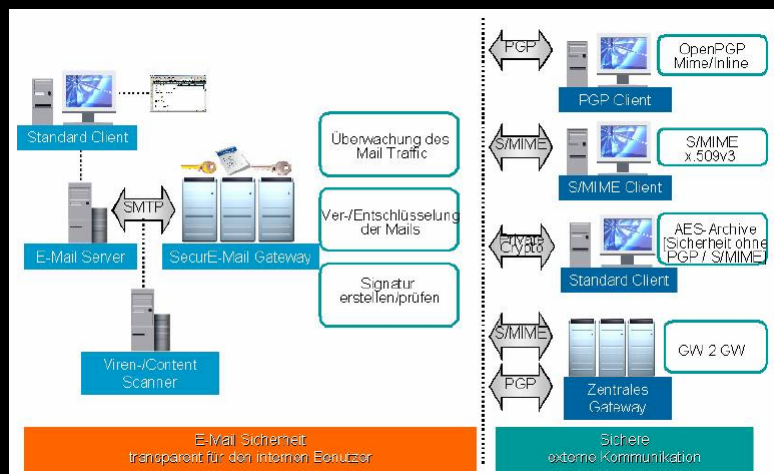 Standard Client
E-Mail Server
SMTP
SecurE-Mail Gateway
Viren-/Content
Scanner
Überwachung des
Mail Traffic
Ver-/Entschlüsselung
der Mails
Signatur
erstellen/prüfen
E-Mail Sicherheit
transparent für den internen Benutzer
PGP
PGP Client
OpenPGP
Mime/Inline
S/MIME
S/MIME Client
S/MIME
x.509v3
Private
Crypto
Standard Client
AES-Archive
[Sicherheit ohne
PGP / S/MIME]
S/MIME
PGP
Zentrales
Gateway
GW 2 GW
Sichere
externe Kommunikation